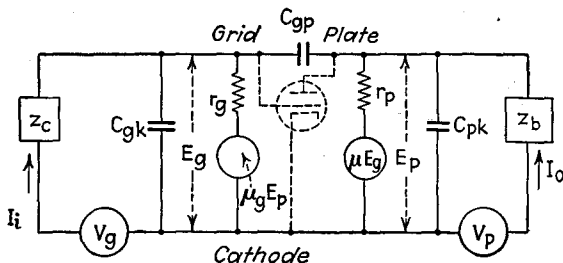 Cgp
Grid
Plate
rg
rp
zc
Cgk
Eg
μgEp
μEg
Ep
Cpk
zb
Ii
Io
Vg
Vp
Cathode